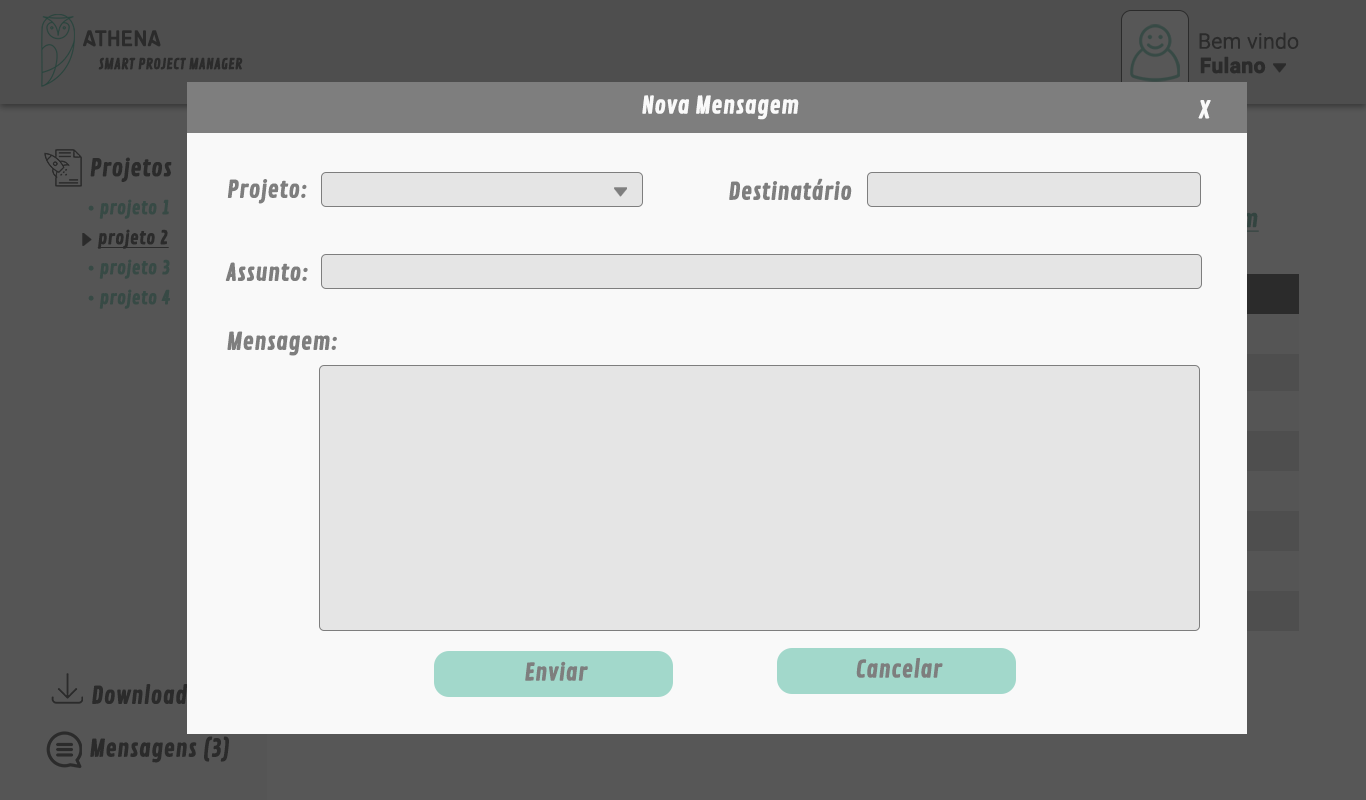 ATHENA
SMART PROJECT MANAGER
Bem vindo
Fulano
Nova Mensagem
X
Projetos
• projeto 1
projeto 2
• projeto 3
• projeto 4
Projeto:
Destinatário
Assunto:
Mensagem:
Enviar
Cancelar
Download
Mensagens (3)